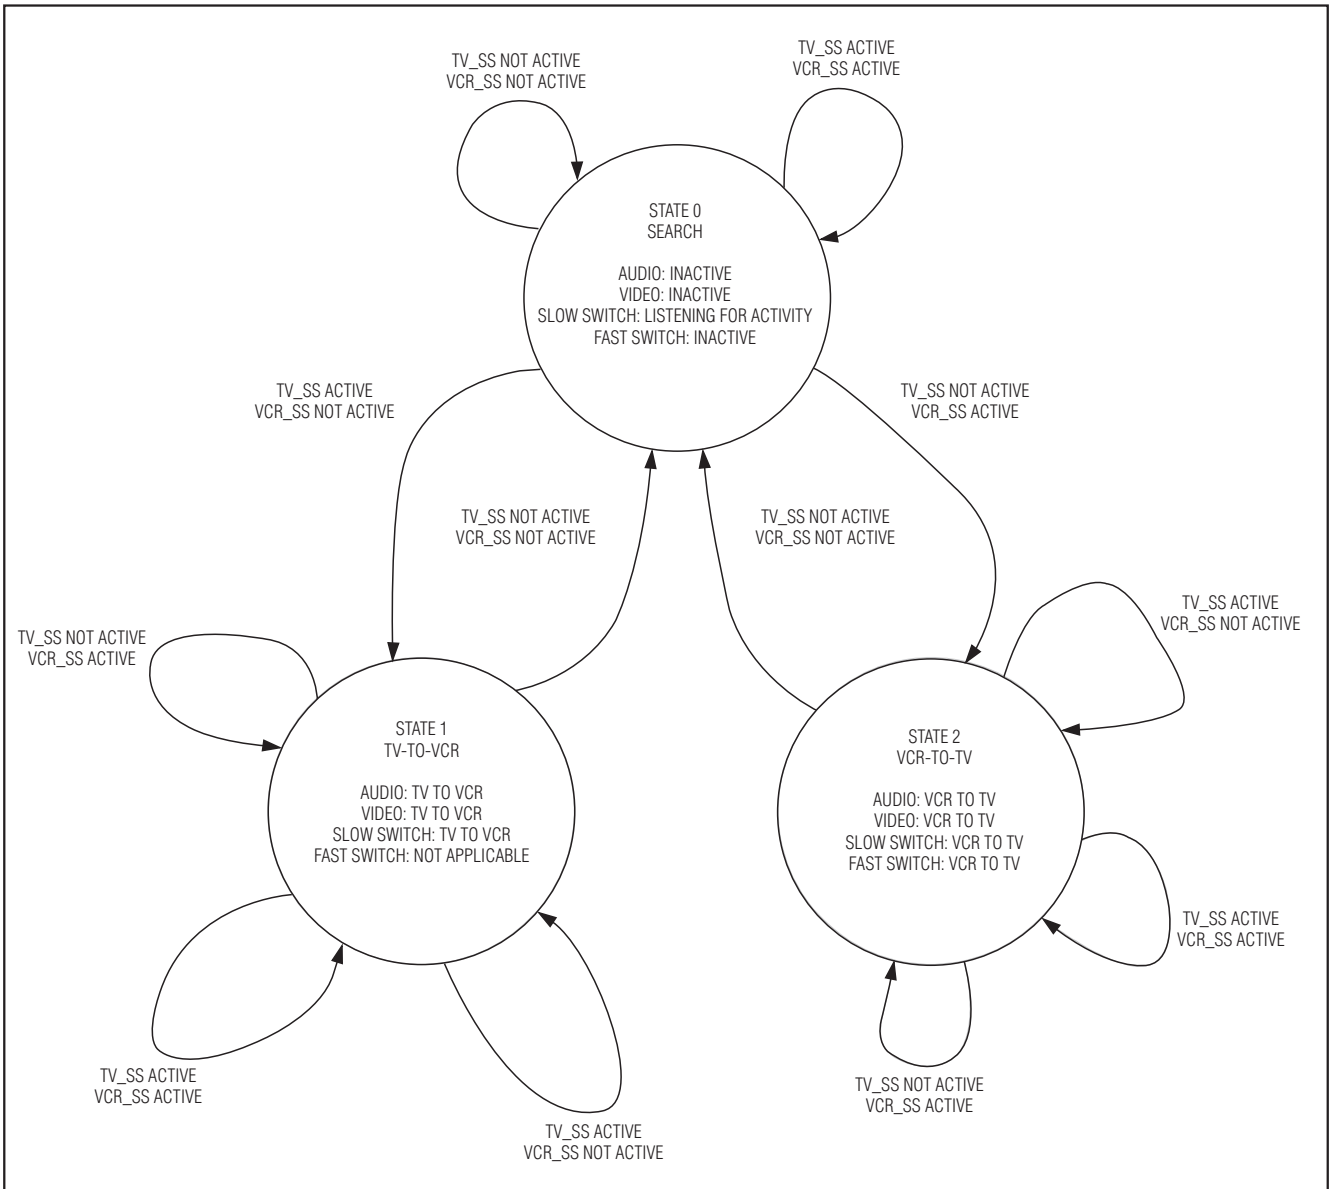 TV_SS NOT ACTIVE
VCR_SS NOT ACTIVE
TV_SS ACTIVE
VCR_SS ACTIVE
STATE 0
SEARCH
AUDIO: INACTIVE
VIDEO: INACTIVE
SLOW SWITCH: LISTENING FOR ACTIVITY
FAST SWITCH: INACTIVE
TV_SS ACTIVE
VCR_SS NOT ACTIVE
TV_SS NOT ACTIVE
VCR_SS ACTIVE
TV_SS NOT ACTIVE
VCR_SS NOT ACTIVE
TV_SS NOT ACTIVE
VCR_SS NOT ACTIVE
TV_SS NOT ACTIVE
VCR_SS ACTIVE
TV_SS ACTIVE
VCR_SS NOT ACTIVE
STATE 1
TV-TO-VCR
AUDIO: TV TO VCR
VIDEO: TV TO VCR
SLOW SWITCH: TV TO VCR
FAST SWITCH: NOT APPLICABLE
STATE 2
VCR-TO-TV
AUDIO: VCR TO TV
VIDEO: VCR TO TV
SLOW SWITCH: VCR TO TV
FAST SWITCH: VCR TO TV
TV_SS ACTIVE
VCR_SS ACTIVE
TV_SS ACTIVE
VCR_SS ACTIVE
TV_SS NOT ACTIVE
VCR_SS ACTIVE
TV_SS ACTIVE
VCR_SS NOT ACTIVE